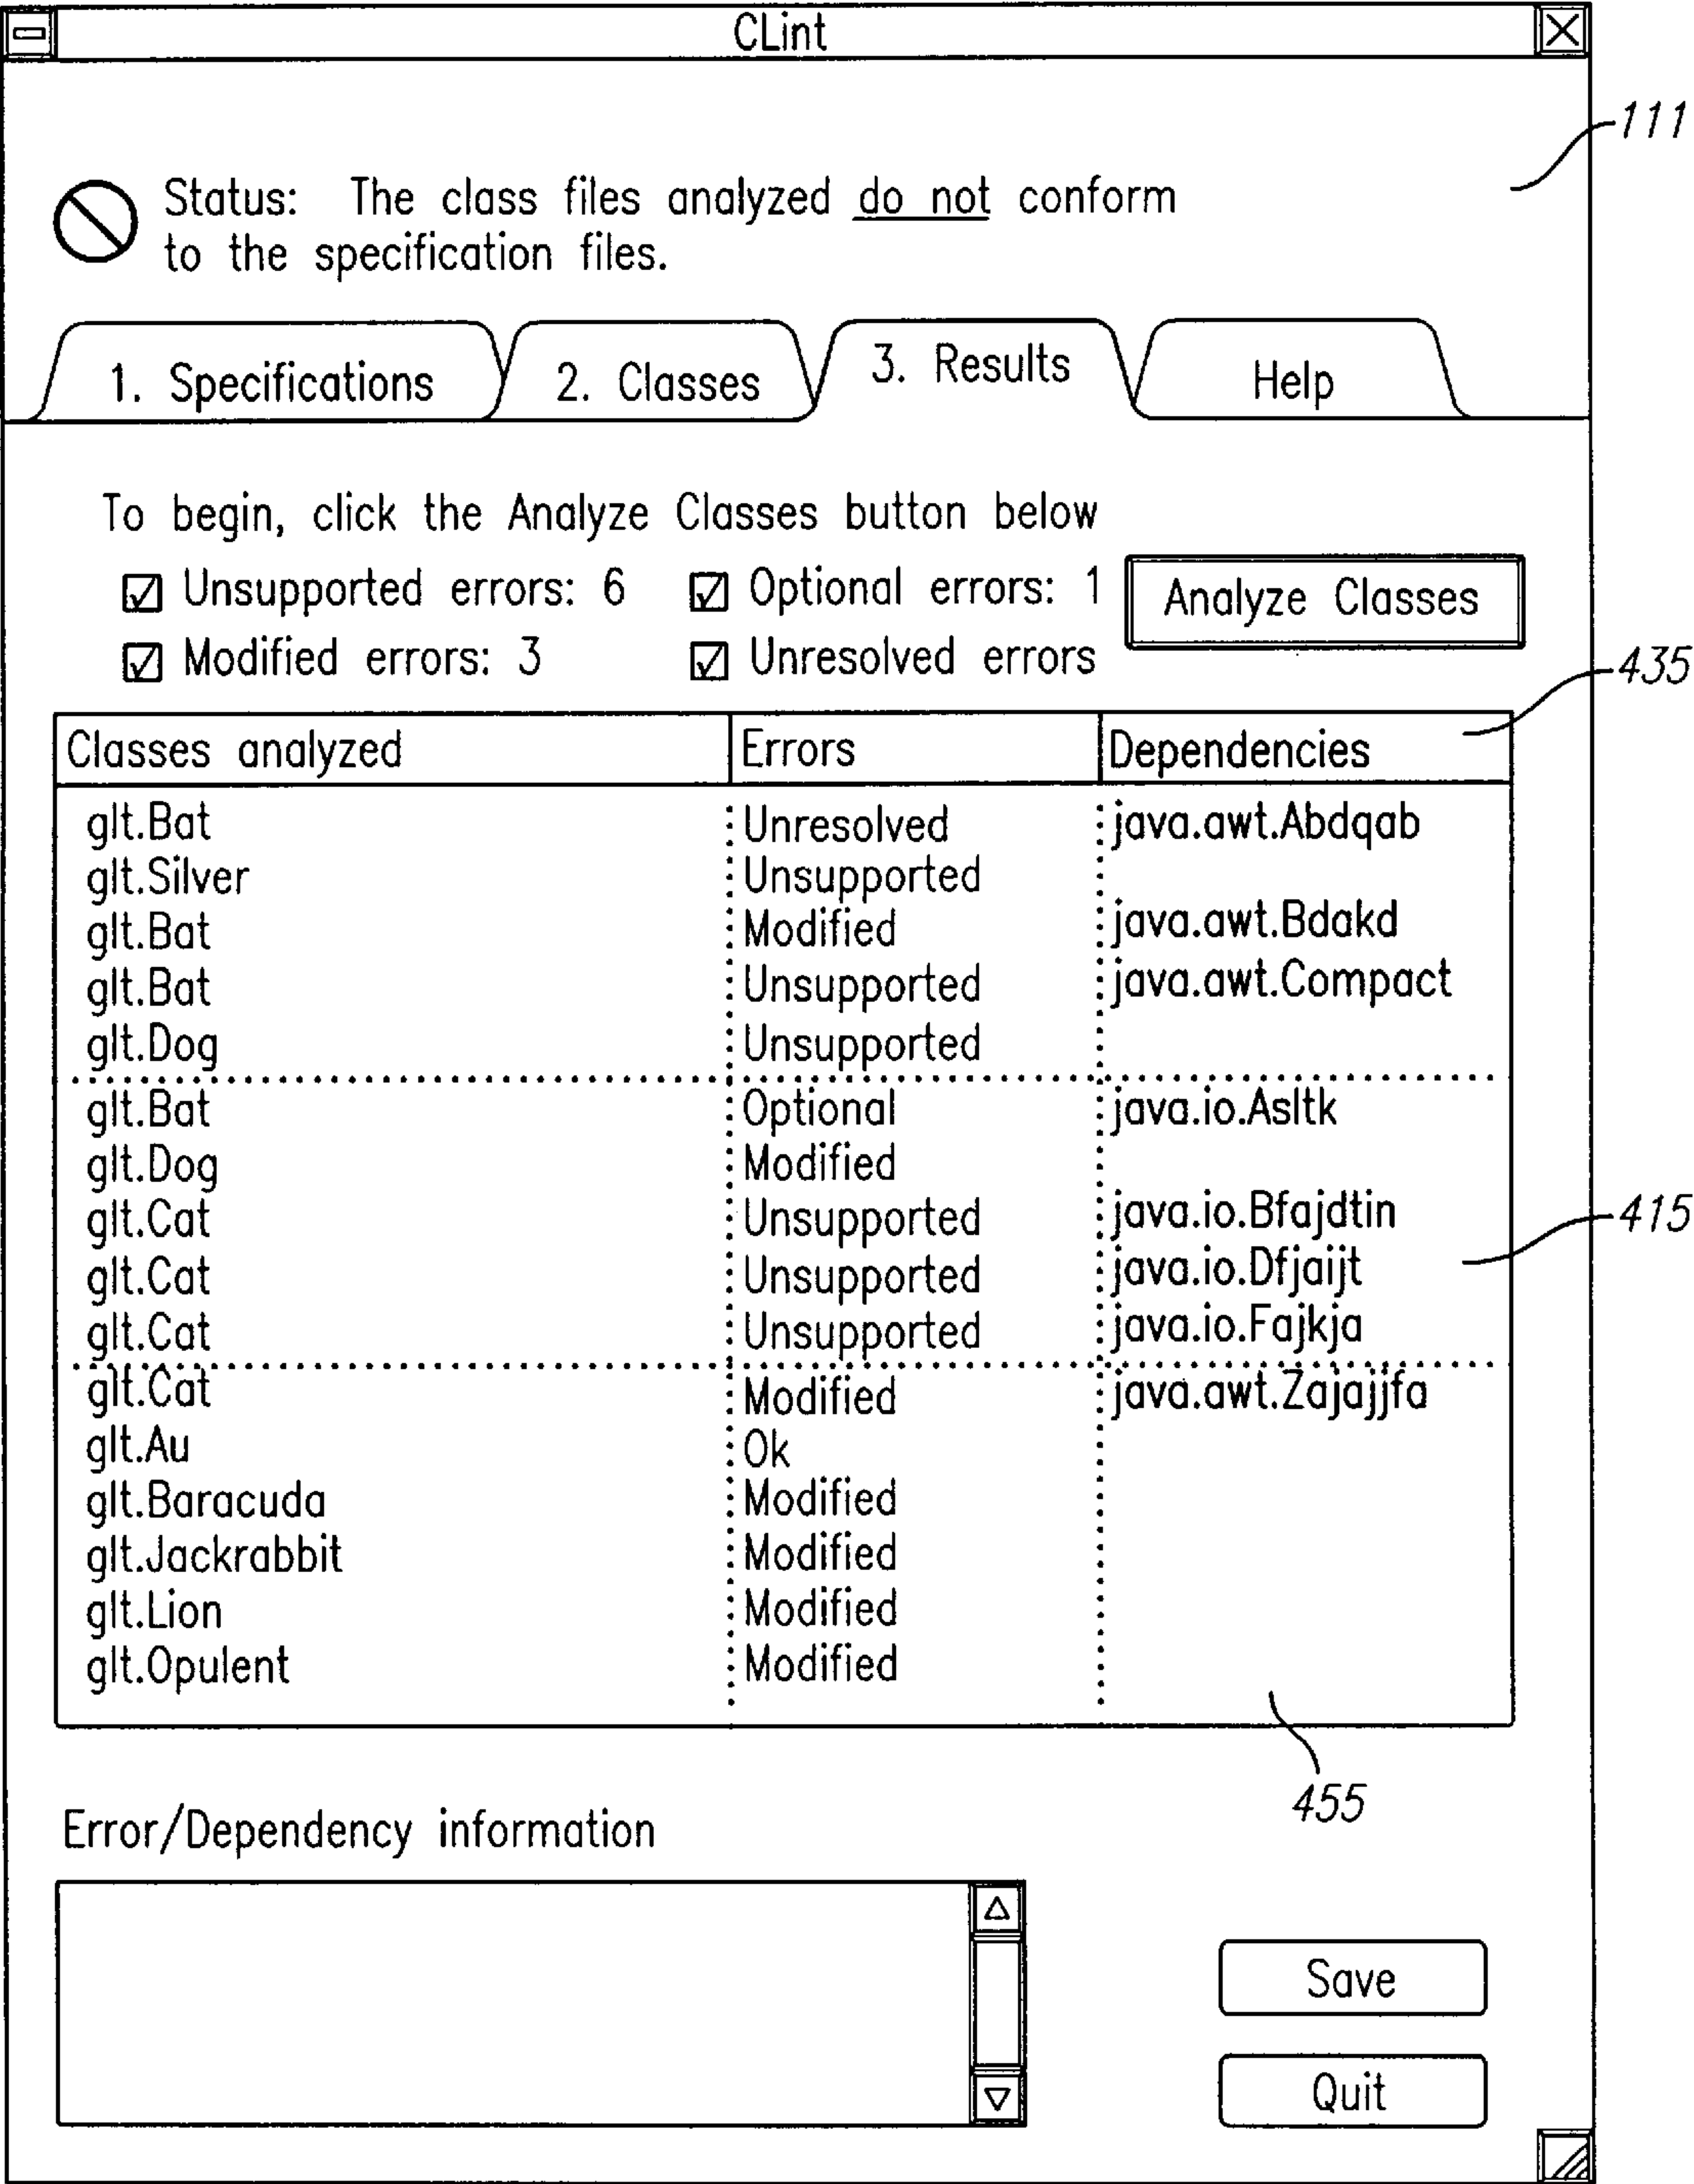 CLint
111
Status: The class files analyzed do not conform
to the specification files.
1. Specifications 2. Classes 3. Results Help
To begin, click the Analyze Classes button below
Unsupported errors: 6 Optional errors: 1 Analyze Classes
Modified errors: 3 Unresolved errors
435
Classes analyzed Errors Dependencies
glt.Bat Unresolved java.awt.Abdqab
glt.Silver Unsupported
glt.Bat Modified java.awt.Bdakd
glt.Bat Unsupported java.awt.Compact
glt.Dog Unsupported
glt.Bat Optional java.io.Asltk
glt.Dog Modified
glt.Cat Unsupported java.io.Bfajdtin
415
glt.Cat Unsupported java.io.Dfjaijt
glt.Cat Unsupported java.io.Fajkja
glt.Cat Modified java.awt.Zajajjfa
glt.Au Ok
glt.Baracuda Modified
glt.Jackrabbit Modified
glt.Lion Modified
glt.Opulent Modified
455
Error/Dependency information
Save
Quit